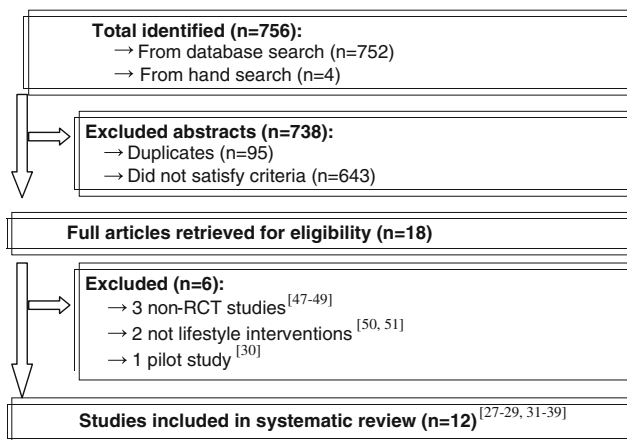 Total identified (n=756):
→ From database search (n=752)
→ From hand search (n=4)
Excluded abstracts (n=738):
→ Duplicates (n=95)
→ Did not satisfy criteria (n=643)
Full articles retrieved for eligibility (n=18)
Excluded (n=6):
→ 3 non-RCT studies [47-49]
→ 2 not lifestyle interventions [50, 51]
→ 1 pilot study [30]
Studies included in systematic review (n=12) [27-29, 31-39]